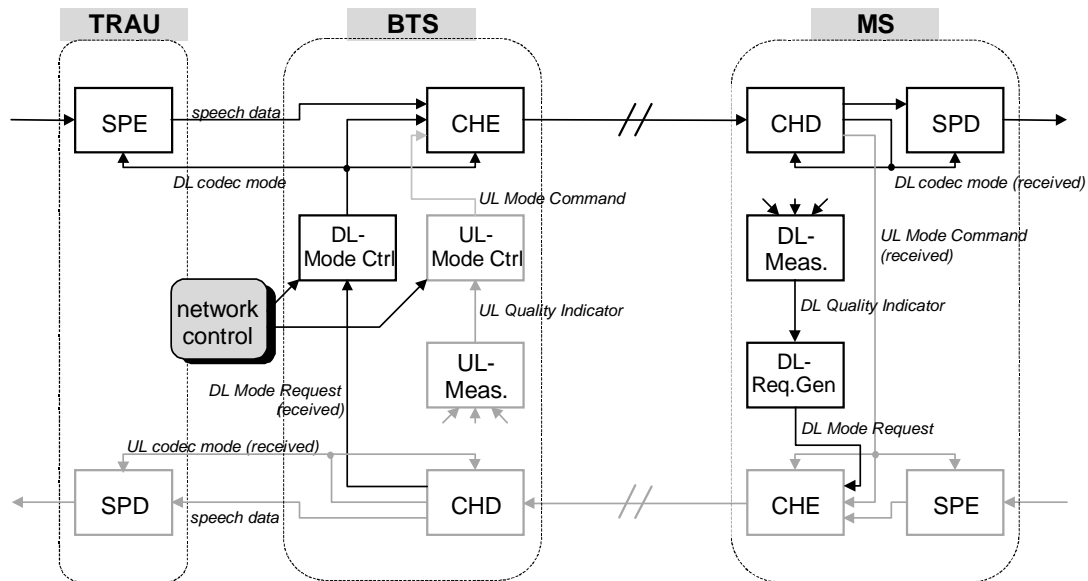 TRAU
BTS
MS
SPE
speech data
CHE
CHD
SPD
DL codec mode
DL codec mode (received)
UL Mode Command
DL-
Mode Ctrl
UL-
Mode Ctrl
DL-
Meas.
UL Mode Command
(received)
network
control
UL Quality Indicator
DL Quality Indicator
UL-
Meas.
DL-
Req.Gen
DL Mode Request
(received)
DL Mode Request
UL codec mode (received)
SPD
speech data
CHD
CHE
SPE